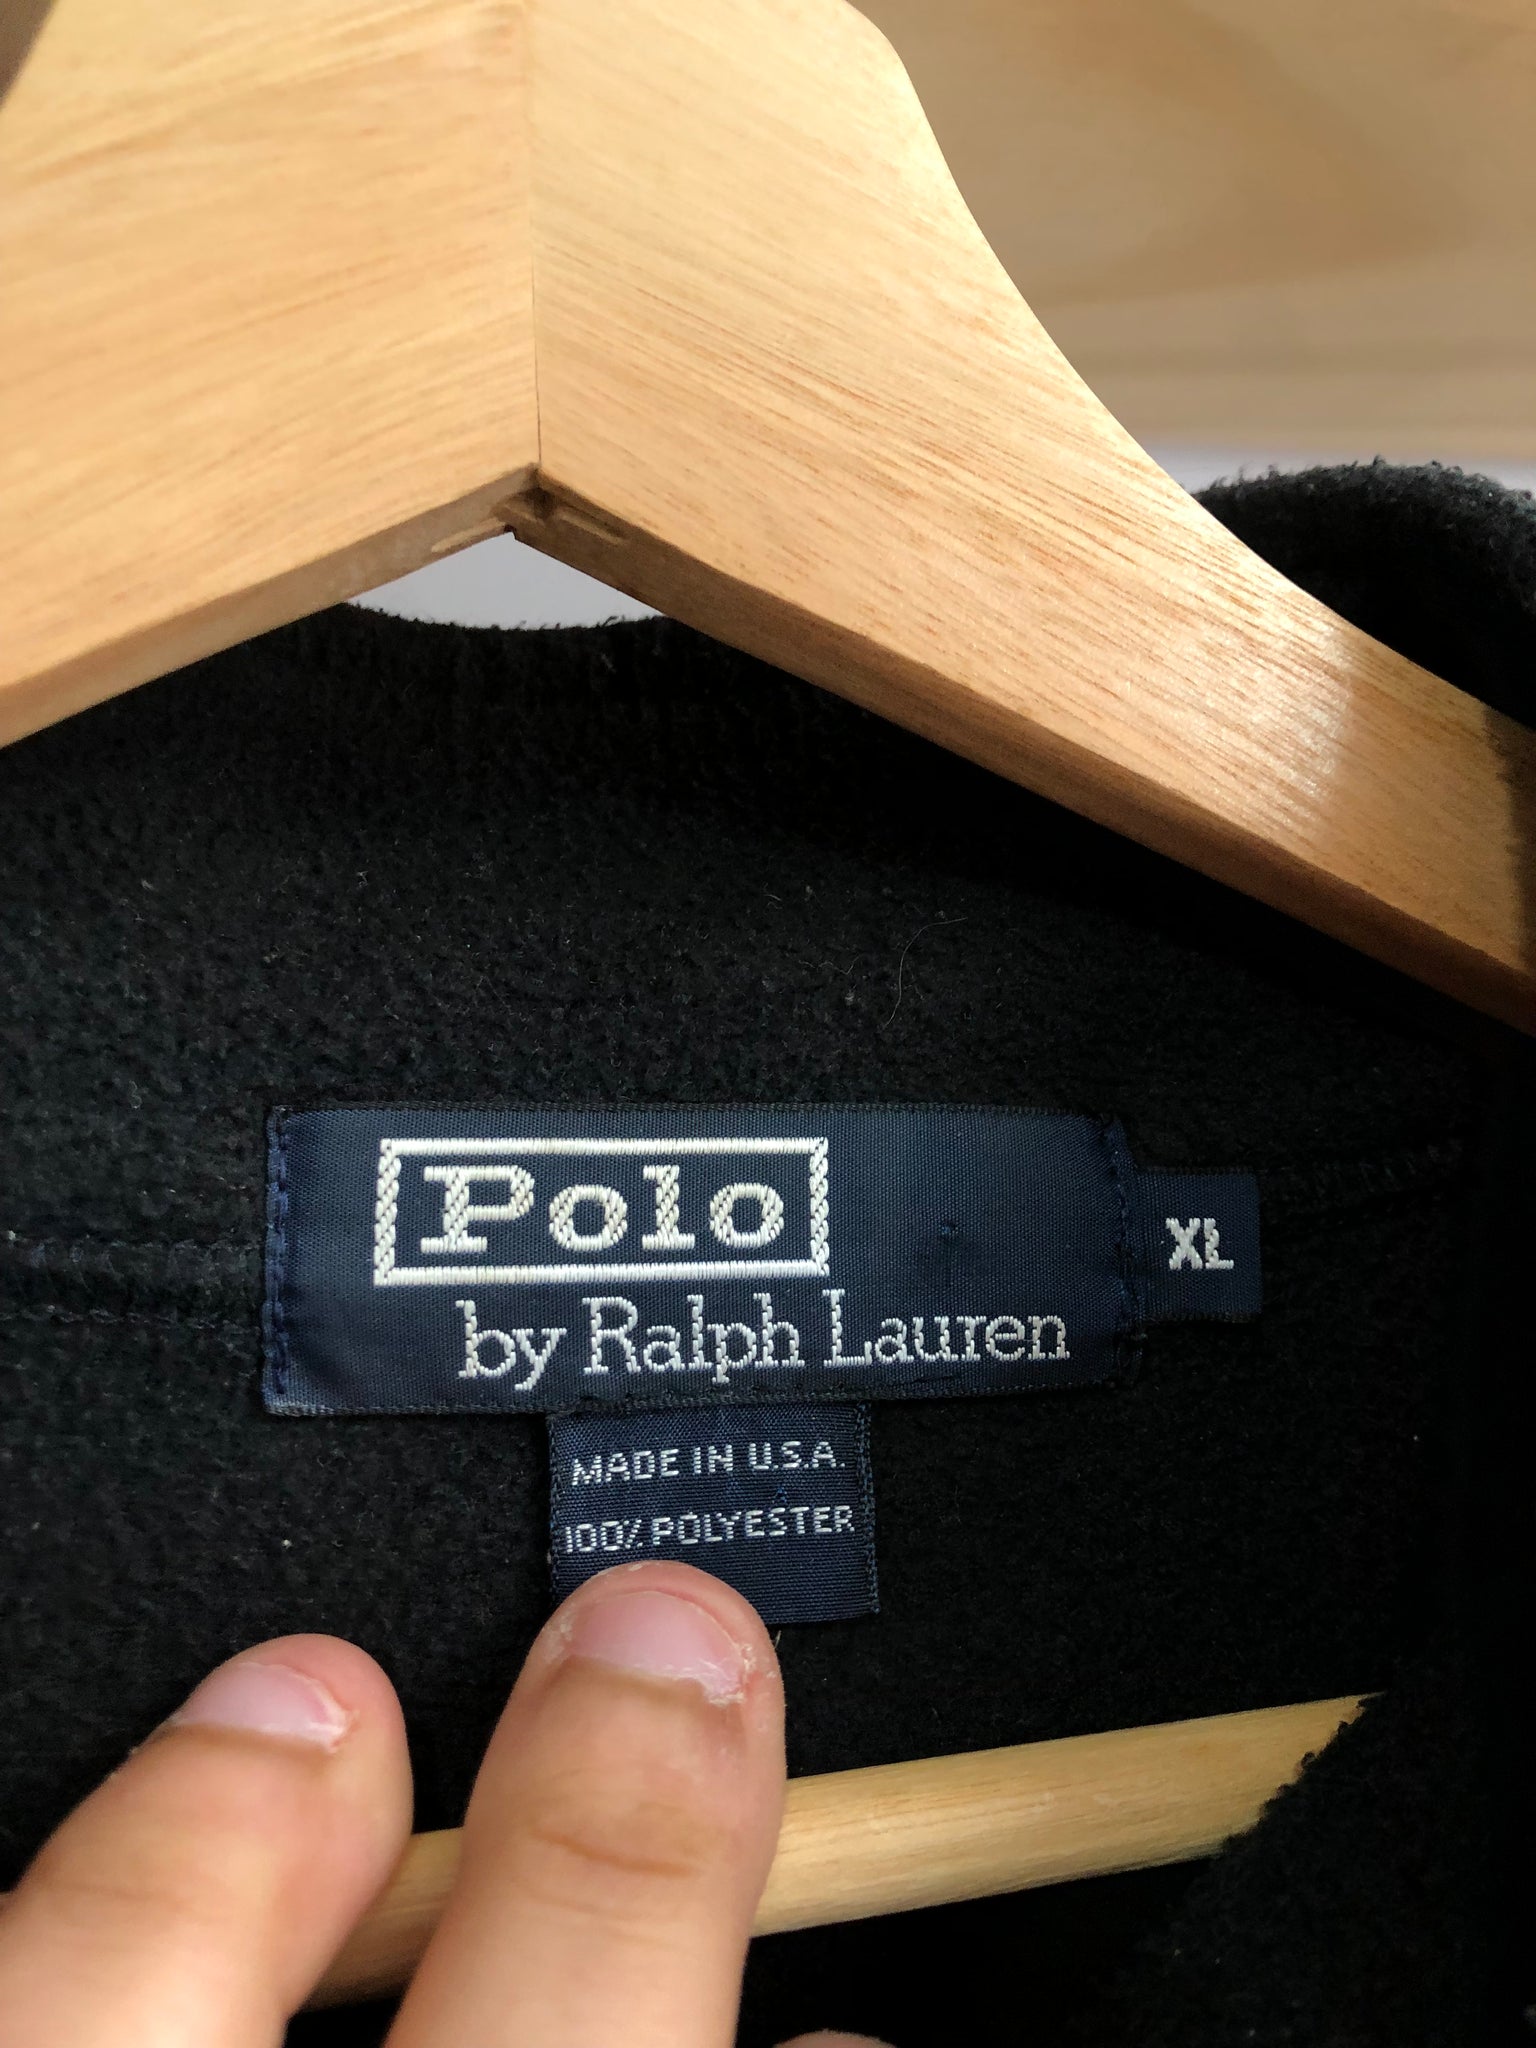 Polo
by Ralph Lauren
XL
MADE IN U.S.A.
100% POLYESTER